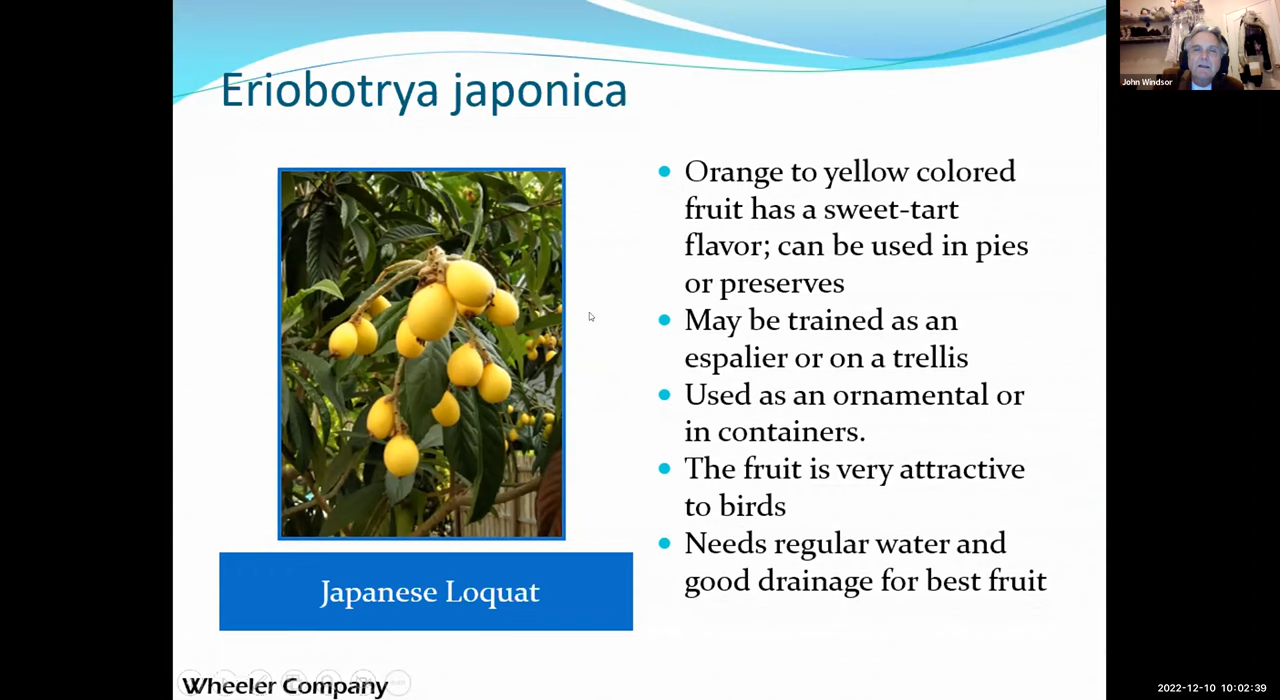 Eriobotrya japonica
Orange to yellow colored
fruit has a sweet-tart
flavor; can be used in pies
or preserves
May be trained as an
espalier or on a trellis
Used as an ornamental or
in containers.
The fruit is very attractive
to birds
Needs regular water and
good drainage for best fruit
Japanese Loquat
Wheeler Company
John Windsor
2022-12-10 10:02:39